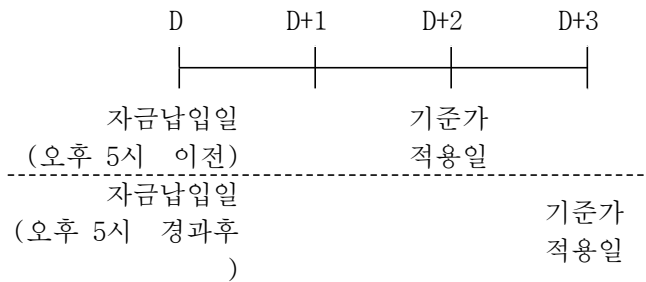 D D+1 D+2 D+3
자금납입일 기준가
(오후 5시 이전) 적용일
자금납입일
(오후 5시 경과후
)
기준가
적용일